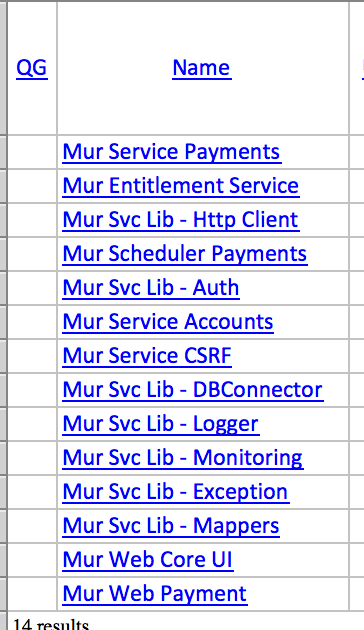 QG Name
Mur Service Payments
Mur Entitlement Service
Mur Svc Lib - Http Client
Mur Scheduler Payments
Mur Svc Lib - Auth
Mur Service Accounts
Mur Service CSRF
Mur Svc Lib - DBConnector
Mur Svc Lib - Logger
Mur Svc Lib - Monitoring
Mur Svc Lib - Exception
Mur Svc Lib - Mappers
Mur Web Core UI
Mur Web Payment
14 results